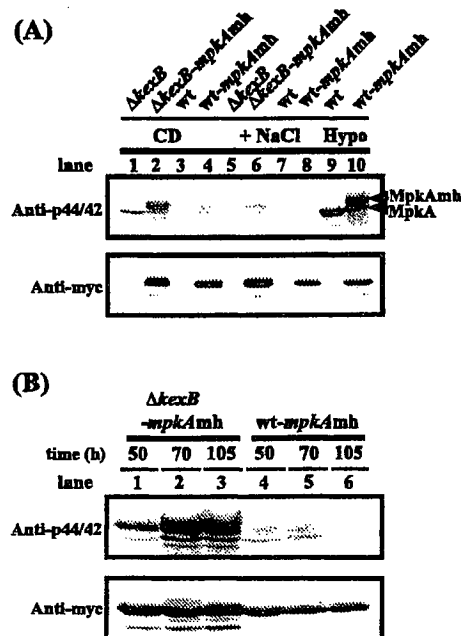 (A)
ΔkexB
ΔkexB-mpkAmh
wt
wt-mpkAmh
ΔkexB
ΔkexB-mpkAmh
wt
wt-mpkAmh
wt
wt-mpkAmh
CD + NaCl Hypo
lane 1 2 3 4 5 6 7 8 9 10
Anti-p44/42
MpkAmh
MpkA
Anti-myc
(B)
ΔkexB
-mpkAmh wt-mpkAmh
time (h) 50 70 105 50 70 105
lane 1 2 3 4 5 6
Anti-p44/42
Anti-myc